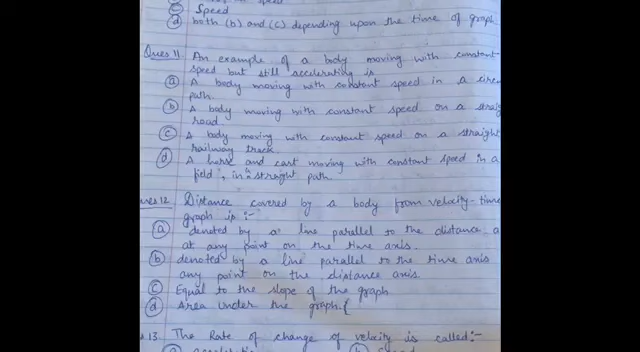 (c) Speed
(d) both (b) and (c) depending upon the time of graph
Ques 11 An example of a body moving with constant
speed but still accelerating is
(a) A body moving with constant speed in a
path.
(b) A body moving with constant speed on a
road.
(c) A body moving with constant speed on a straight
railway track.
(d) A horse and cart moving with constant speed in a
field, in a straight path
12. Distance covered by a body from velocity-time
graph is :-
(a) denoted by a line parallel to the distance
at any point on the time axis.
(b) denoted by a line parallel to the time axis
any point on the distance axis
(c) Equal to the slope of the graph
(d) Area under the graph.
13. The Rate of change of velocity is called :-